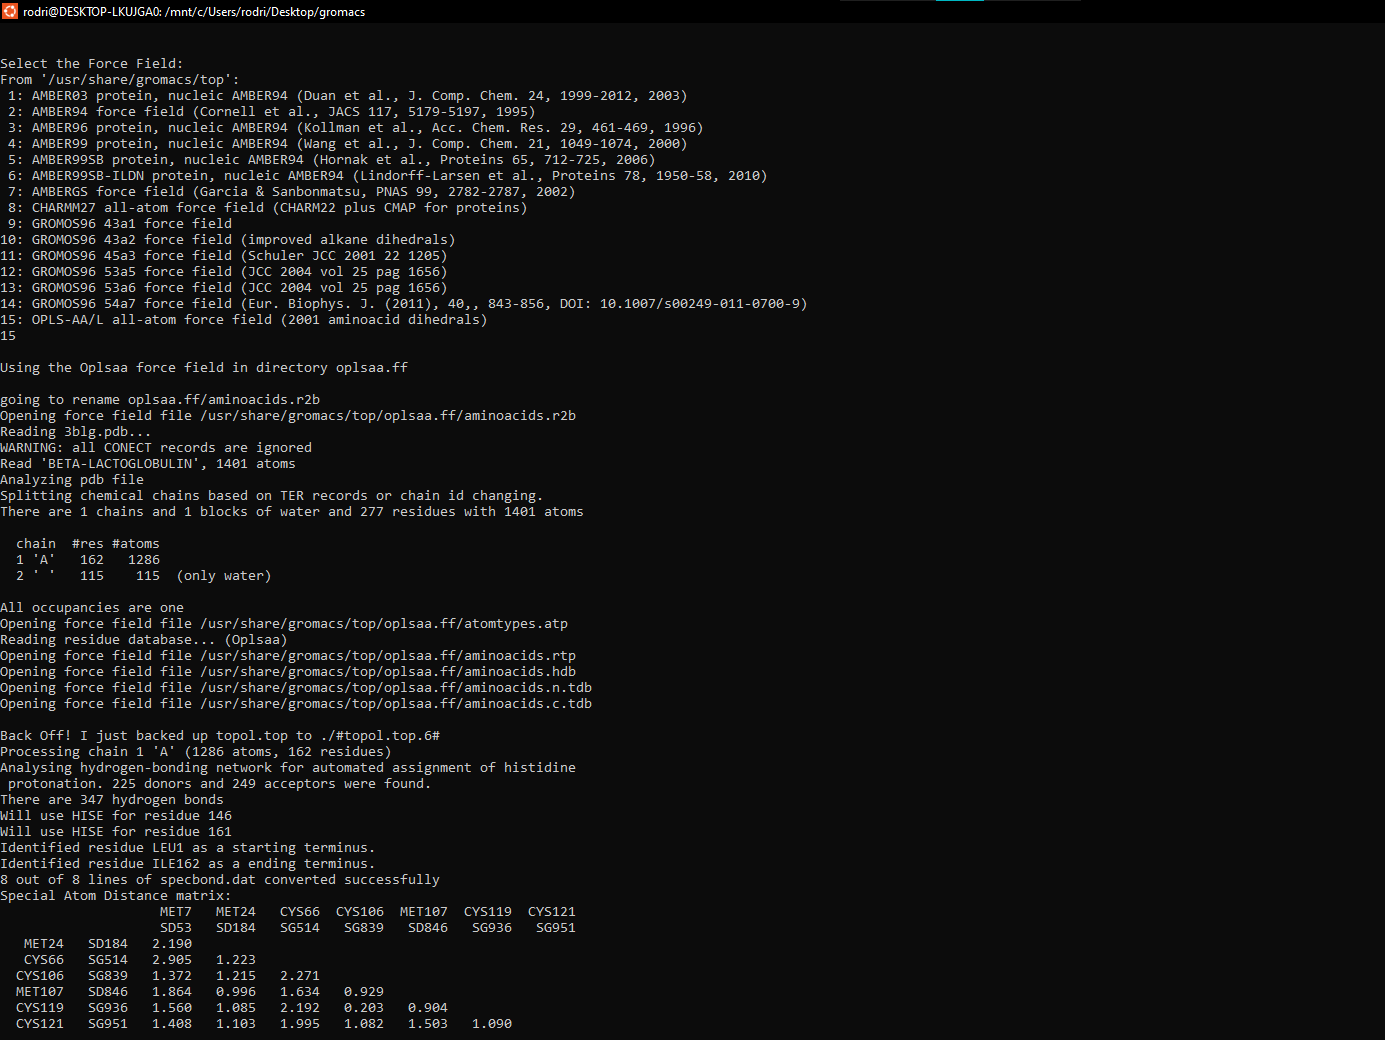 rodri@DESKTOP-LKUJGA0: /mnt/c/Users/rodri/Desktop/gromacs
Select the Force Field:
From '/usr/share/gromacs/top':
 1: AMBER03 protein, nucleic AMBER94 (Duan et al., J. Comp. Chem. 24, 1999-2012, 2003)
 2: AMBER94 force field (Cornell et al., JACS 117, 5179-5197, 1995)
 3: AMBER96 protein, nucleic AMBER94 (Kollman et al., Acc. Chem. Res. 29, 461-469, 1996)
 4: AMBER99 protein, nucleic AMBER94 (Wang et al., J. Comp. Chem. 21, 1049-1074, 2000)
 5: AMBER99SB protein, nucleic AMBER94 (Hornak et al., Proteins 65, 712-725, 2006)
 6: AMBER99SB-ILDN protein, nucleic AMBER94 (Lindorff-Larsen et al., Proteins 78, 1950-58, 2010)
 7: AMBERGS force field (Garcia & Sanbonmatsu, PNAS 99, 2782-2787, 2002)
 8: CHARMM27 all-atom force field (CHARM22 plus CMAP for proteins)
 9: GROMOS96 43a1 force field
10: GROMOS96 43a2 force field (improved alkane dihedrals)
11: GROMOS96 45a3 force field (Schuler JCC 2001 22 1205)
12: GROMOS96 53a5 force field (JCC 2004 vol 25 pag 1656)
13: GROMOS96 53a6 force field (JCC 2004 vol 25 pag 1656)
14: GROMOS96 54a7 force field (Eur. Biophys. J. (2011), 40,, 843-856, DOI: 10.1007/s00249-011-0700-9)
15: OPLS-AA/L all-atom force field (2001 aminoacid dihedrals)
15
Using the Oplsaa force field in directory oplsaa.ff
going to rename oplsaa.ff/aminoacids.r2b
Opening force field file /usr/share/gromacs/top/oplsaa.ff/aminoacids.r2b
Reading 3blg.pdb...
WARNING: all CONECT records are ignored
Read 'BETA-LACTOGLOBULIN', 1401 atoms
Analyzing pdb file
Splitting chemical chains based on TER records or chain id changing.
There are 1 chains and 1 blocks of water and 277 residues with 1401 atoms
  chain  #res #atoms
  1 'A'   162   1286
  2 ' '   115    115  (only water)
All occupancies are one
Opening force field file /usr/share/gromacs/top/oplsaa.ff/atomtypes.atp
Reading residue database... (Oplsaa)
Opening force field file /usr/share/gromacs/top/oplsaa.ff/aminoacids.rtp
Opening force field file /usr/share/gromacs/top/oplsaa.ff/aminoacids.hdb
Opening force field file /usr/share/gromacs/top/oplsaa.ff/aminoacids.n.tdb
Opening force field file /usr/share/gromacs/top/oplsaa.ff/aminoacids.c.tdb
Back Off! I just backed up topol.top to ./#topol.top.6#
Processing chain 1 'A' (1286 atoms, 162 residues)
Analysing hydrogen-bonding network for automated assignment of histidine
 protonation. 225 donors and 249 acceptors were found.
There are 347 hydrogen bonds
Will use HISE for residue 146
Will use HISE for residue 161
Identified residue LEU1 as a starting terminus.
Identified residue ILE162 as a ending terminus.
8 out of 8 lines of specbond.dat converted successfully
Special Atom Distance matrix:
                    MET7   MET24   CYS66  CYS106  MET107  CYS119  CYS121
                    SD53   SD184   SG514   SG839   SD846   SG936   SG951
   MET24   SD184   2.190
   CYS66   SG514   2.905   1.223
  CYS106   SG839   1.372   1.215   2.271
  MET107   SD846   1.864   0.996   1.634   0.929
  CYS119   SG936   1.560   1.085   2.192   0.203   0.904
  CYS121   SG951   1.408   1.103   1.995   1.082   1.503   1.090